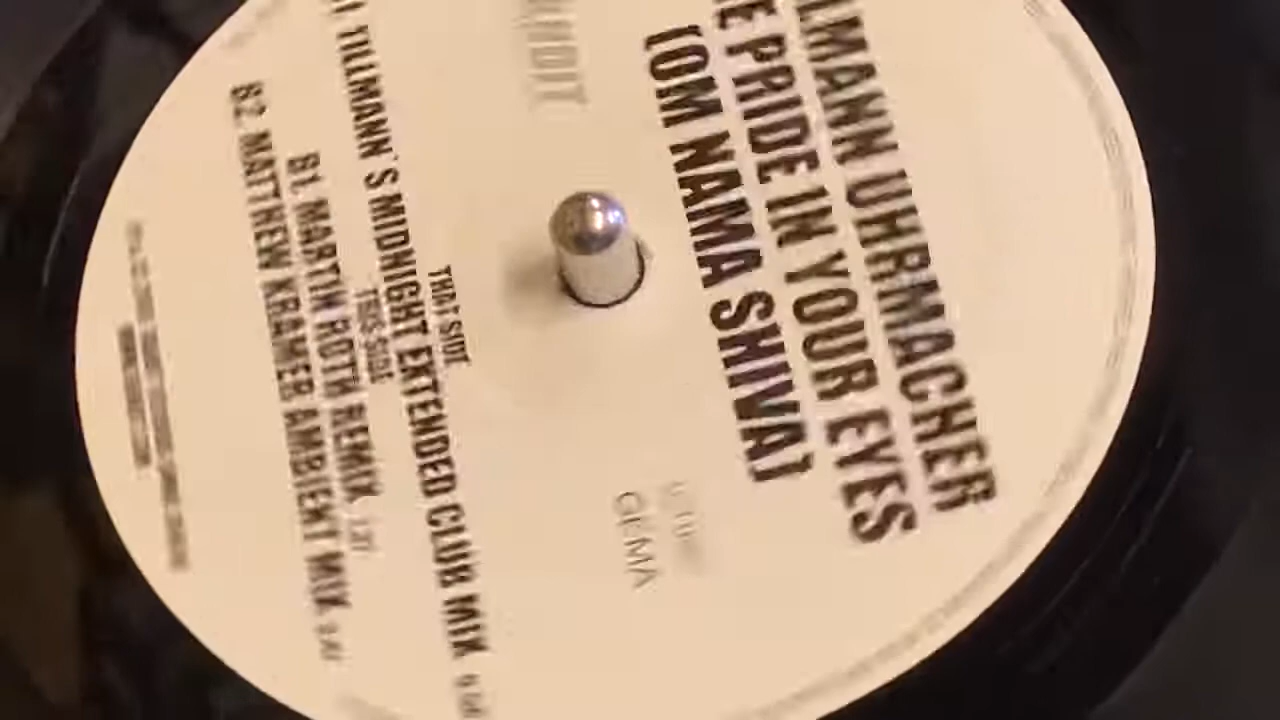 LMANN UHRMACHER
E PRIDE IN YOUR EYES
(OM NAMA SHIVA)
GEMA
THAT SIDE
TILLMANN'S MIDNIGHT EXTENDED CLUB MIX
THIS SIDE
B1. MARTIN ROTH REMIX
B2. MATTHEW KRAMER AMBIENT MIX